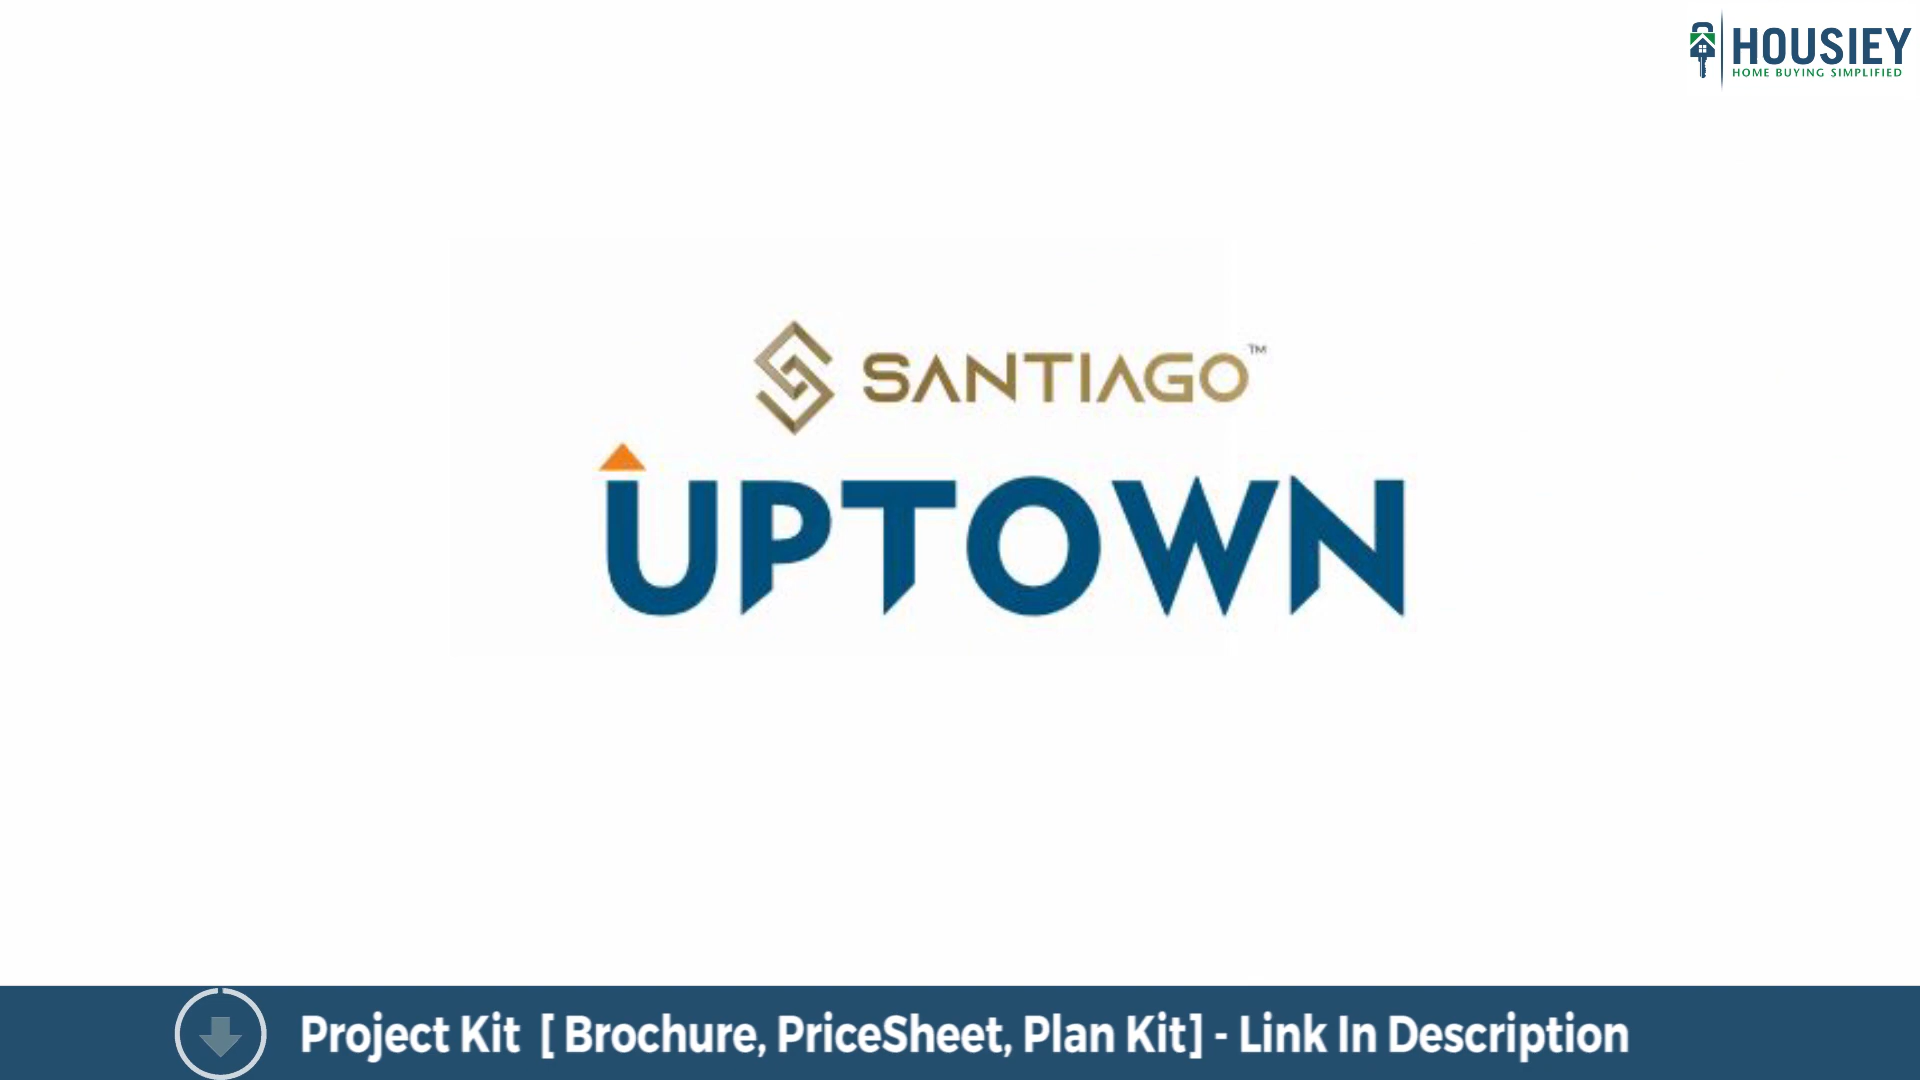 HOUSIEY
HOME BUYING SIMPLIFIED
SANTIAGO™
UPTOWN
Project Kit [ Brochure, PriceSheet, Plan Kit] - Link In Description